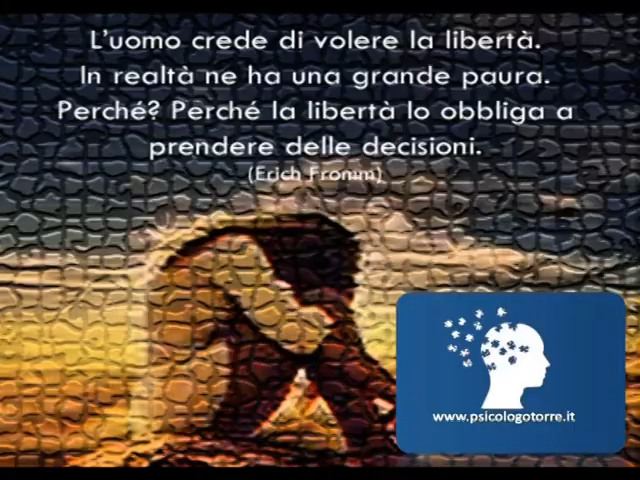 L'uomo crede di volere la libertà.
In realtà ne ha una grande paura.
Perché? Perché la libertà lo obbliga a
prendere delle decisioni.
(Erich Fromm)
www.psicologotorre.it